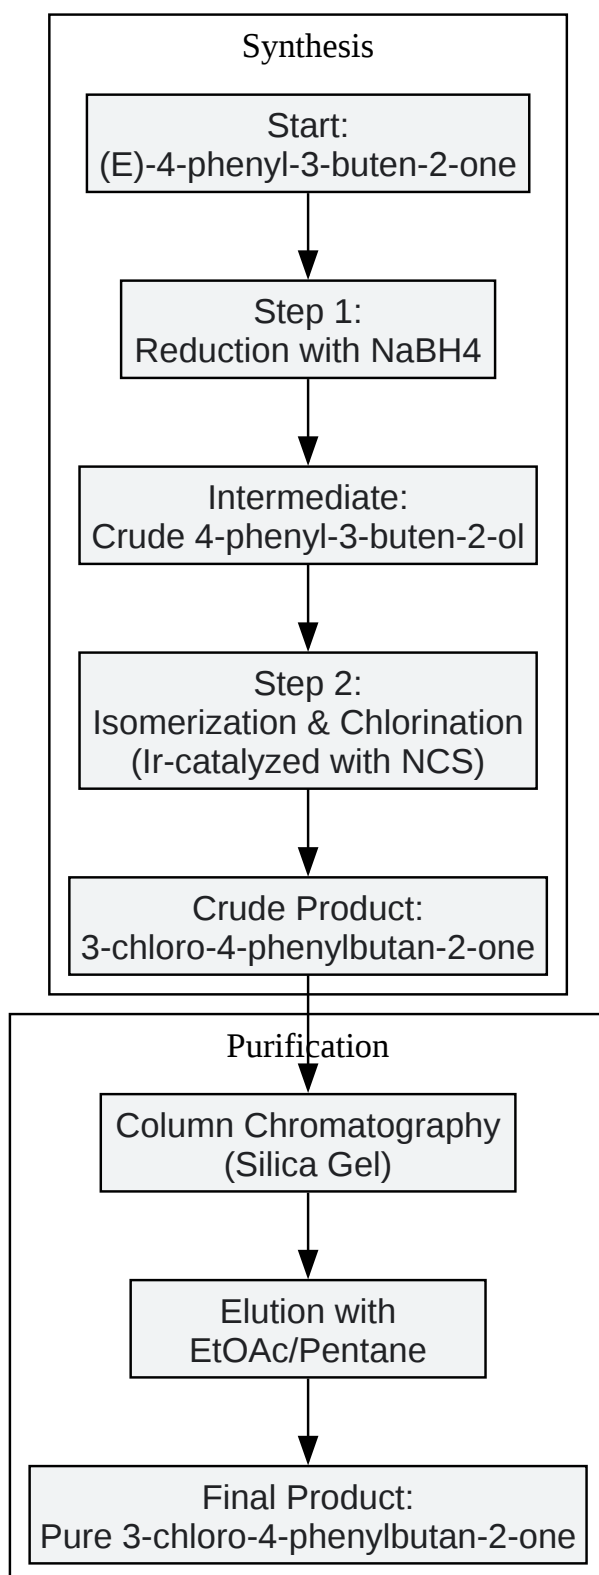 Synthesis
Start:
(E)-4-phenyl-3-buten-2-one
Step 1:
Reduction with NaBH4
Intermediate:
Crude 4-phenyl-3-buten-2-ol
Step 2:
Isomerization & Chlorination
(Ir-catalyzed with NCS)
Crude Product:
3-chloro-4-phenylbutan-2-one
Purification
Column Chromatography
(Silica Gel)
Elution with
EtOAc/Pentane
Final Product:
Pure 3-chloro-4-phenylbutan-2-one